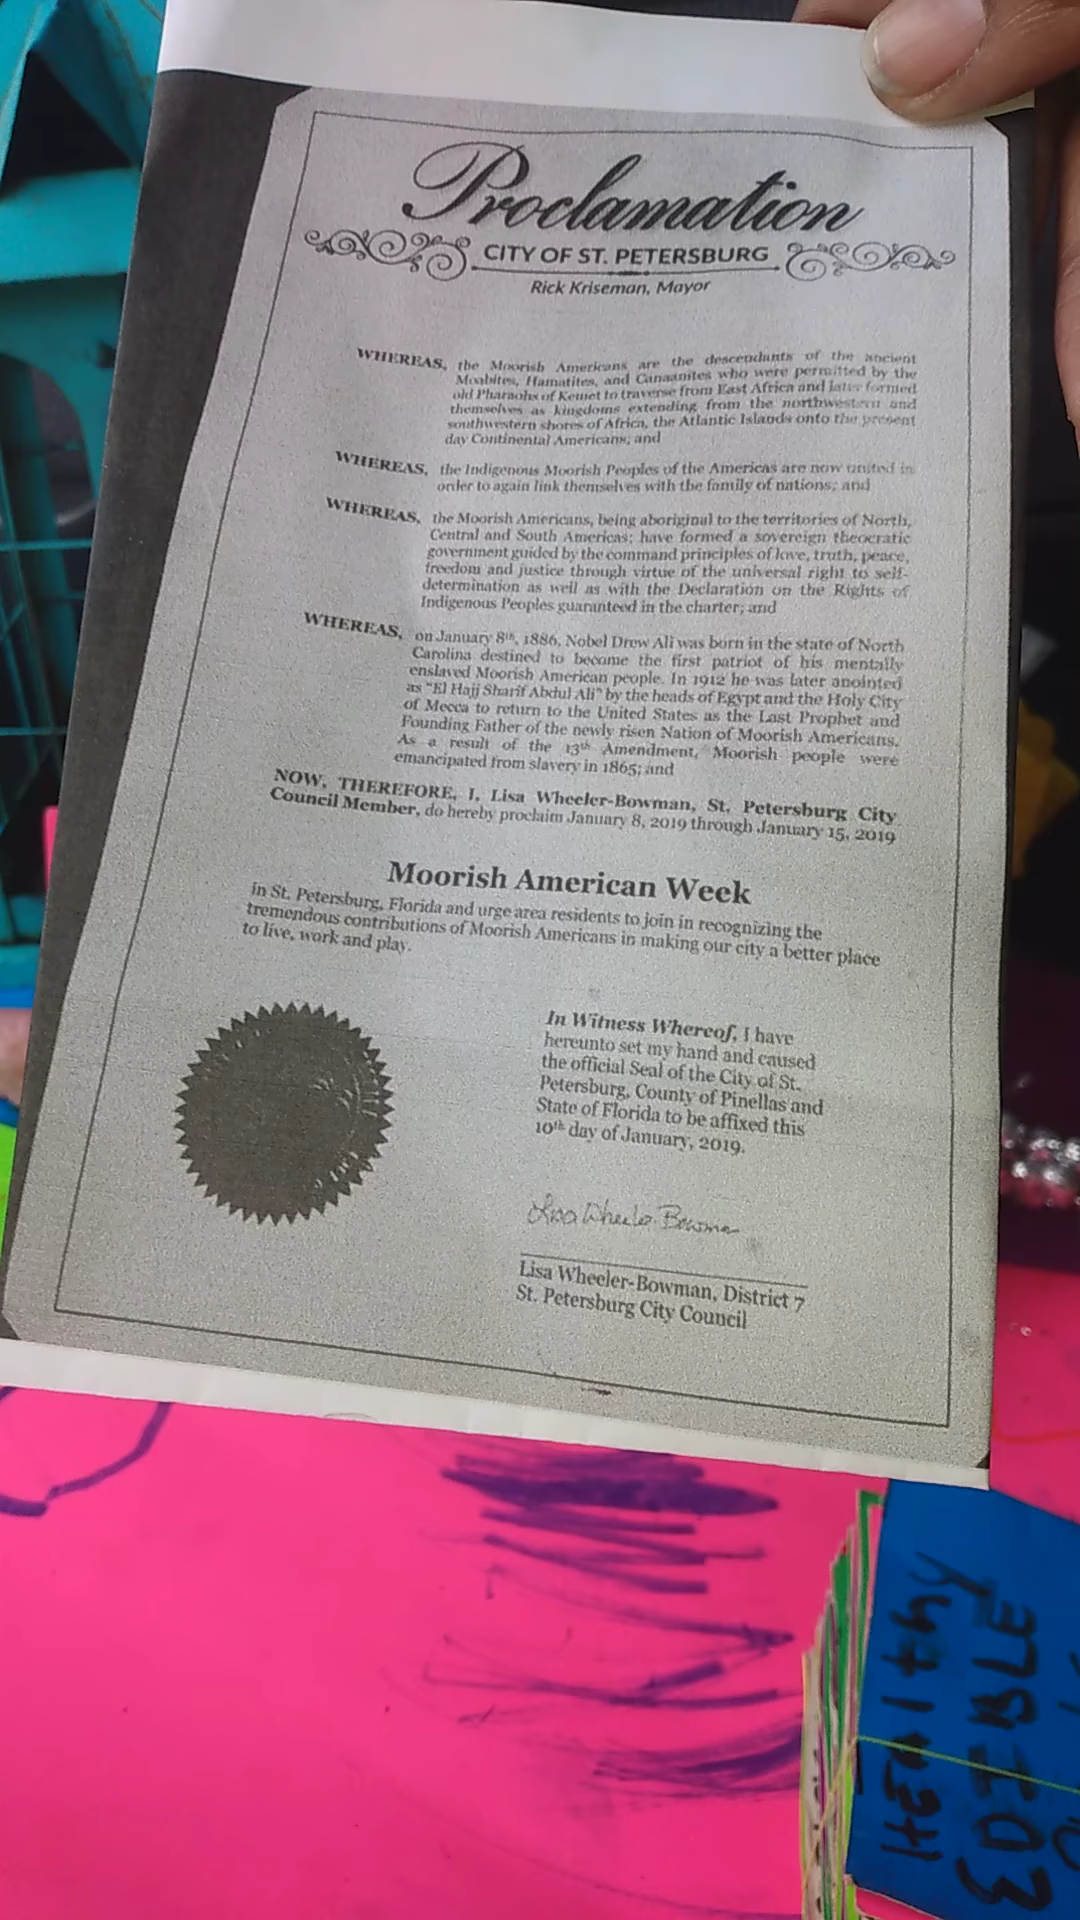 Proclamation
CITY OF ST. PETERSBURG
Rick Kriseman, Mayor
WHEREAS, the Moorish Americans are the descendants of the ancient
Moabites, Hamatites, and Canaanites who were permitted by the
old Pharaohs of Kemet to traverse from East Africa and later formed
themselves as kingdoms extending from the northwestern and
southwestern shores of Africa, the Atlantic Islands onto the present
day Continental Americans; and
WHEREAS, the Indigenous Moorish Peoples of the Americas are now united in
order to again link themselves with the family of nations; and
WHEREAS, the Moorish Americans, being aboriginal to the territories of North,
Central and South Americas; have formed a sovereign theocratic
government guided by the command principles of love, truth, peace,
freedom and justice through virtue of the universal right to self-
determination as well as with the Declaration on the Rights of
Indigenous Peoples guaranteed in the charter; and
WHEREAS, on January 8th, 1886, Nobel Drew Ali was born in the state of North
Carolina destined to become the first patriot of his mentally
enslaved Moorish American people. In 1912 he was later anointed
as "El Hajj Sharif Abdul Ali" by the heads of Egypt and the Holy City
of Mecca to return to the United States as the Last Prophet and
Founding Father of the newly risen Nation of Moorish Americans.
As a result of the 13th Amendment, Moorish people were
emancipated from slavery in 1865; and
NOW, THEREFORE, I, Lisa Wheeler-Bowman, St. Petersburg City
Council Member, do hereby proclaim January 8, 2019 through January 15, 2019
Moorish American Week
in St. Petersburg, Florida and urge area residents to join in recognizing the
tremendous contributions of Moorish Americans in making our city a better place
to live, work and play.
In Witness Whereof, I have
hereunto set my hand and caused
the official Seal of the City of St.
Petersburg, County of Pinellas and
State of Florida to be affixed this
10th day of January, 2019.
Lisa Wheeler-Bowman
Lisa Wheeler-Bowman, District 7
St. Petersburg City Council
HEAlthy
EDIBLE